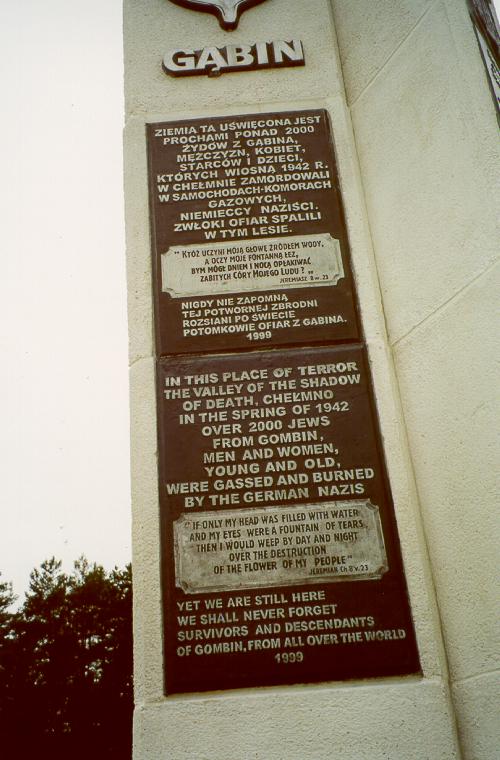 GĄBIN
ZIEMIA TA UŚWIĘCONA JEST
PROCHAMI PONAD 2000
ŻYDÓW Z GĄBINA,
MĘŻCZYZN, KOBIET,
STARCÓW I DZIECI,
KTÓRYCH WIOSNĄ 1942 R.
W CHEŁMNIE ZAMORDOWALI
W SAMOCHODACH-KOMORACH
GAZOWYCH,
NIEMIECCY NAZIŚCI.
ZWŁOKI OFIAR SPALILI
W TYM LESIE.
" KTÓŻ UCZYNI MOJĄ GŁOWĘ ŹRÓDŁEM WODY,
A OCZY MOJE FONTANNĄ ŁEZ,
BYM MÓGŁ DNIEM I NOCĄ OPŁAKIWAĆ
ZABITYCH CÓRY MOJEGO LUDU ? "
JEREMIASZ 8 w. 23
NIGDY NIE ZAPOMNĄ
TEJ POTWORNEJ ZBRODNI
ROZSIANI PO ŚWIECIE
POTOMKOWIE OFIAR Z GĄBINA.
1999
IN THIS PLACE OF TERROR
THE VALLEY OF THE SHADOW
OF DEATH, CHEŁMNO
IN THE SPRING OF 1942
OVER 2000 JEWS
FROM GOMBIN,
MEN AND WOMEN,
YOUNG AND OLD,
WERE GASSED AND BURNED
BY THE GERMAN NAZIS
" IF ONLY MY HEAD WAS FILLED WITH WATER
AND MY EYES WERE A FOUNTAIN OF TEARS
THEN I WOULD WEEP BY DAY AND NIGHT
OVER THE DESTRUCTION
OF THE FLOWER OF MY PEOPLE"
JEREMIAH Ch 8 v. 23
YET WE ARE STILL HERE
WE SHALL NEVER FORGET
SURVIVORS AND DESCENDANTS
OF GOMBIN, FROM ALL OVER THE WORLD
1999